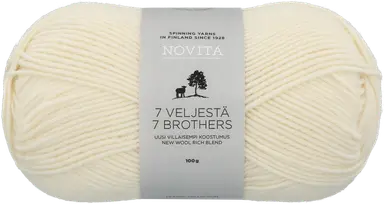 SPINNING YARNS
IN FINLAND SINCE 1928
NOVITA
7 VELJESTÄ
7 BROTHERS
UUSI VILLAISEMPI KOOSTUMUS
NEW WOOL RICH BLEND
100g